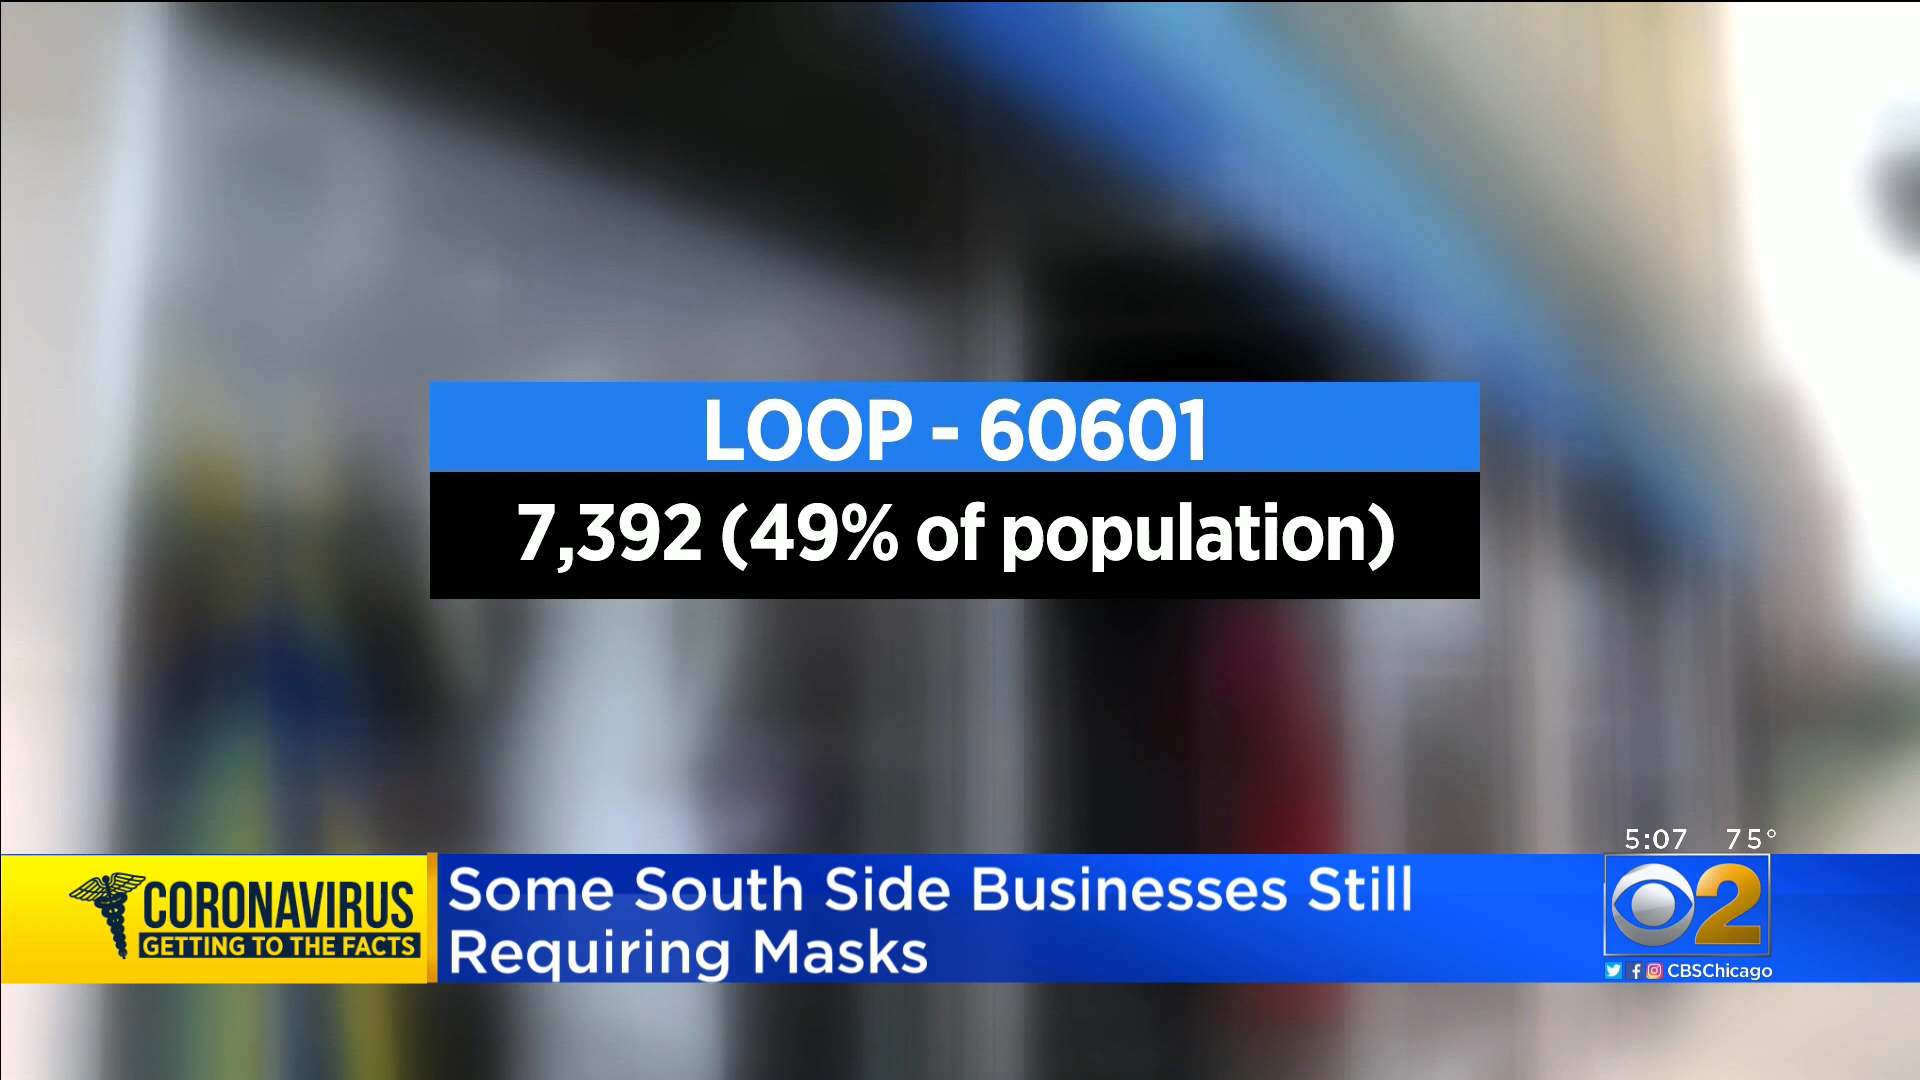 LOOP - 60601
7,392 (49% of population)
5:07 75°
CORONAVIRUS
GETTING TO THE FACTS
Some South Side Businesses Still
Requiring Masks
2
CBSChicago